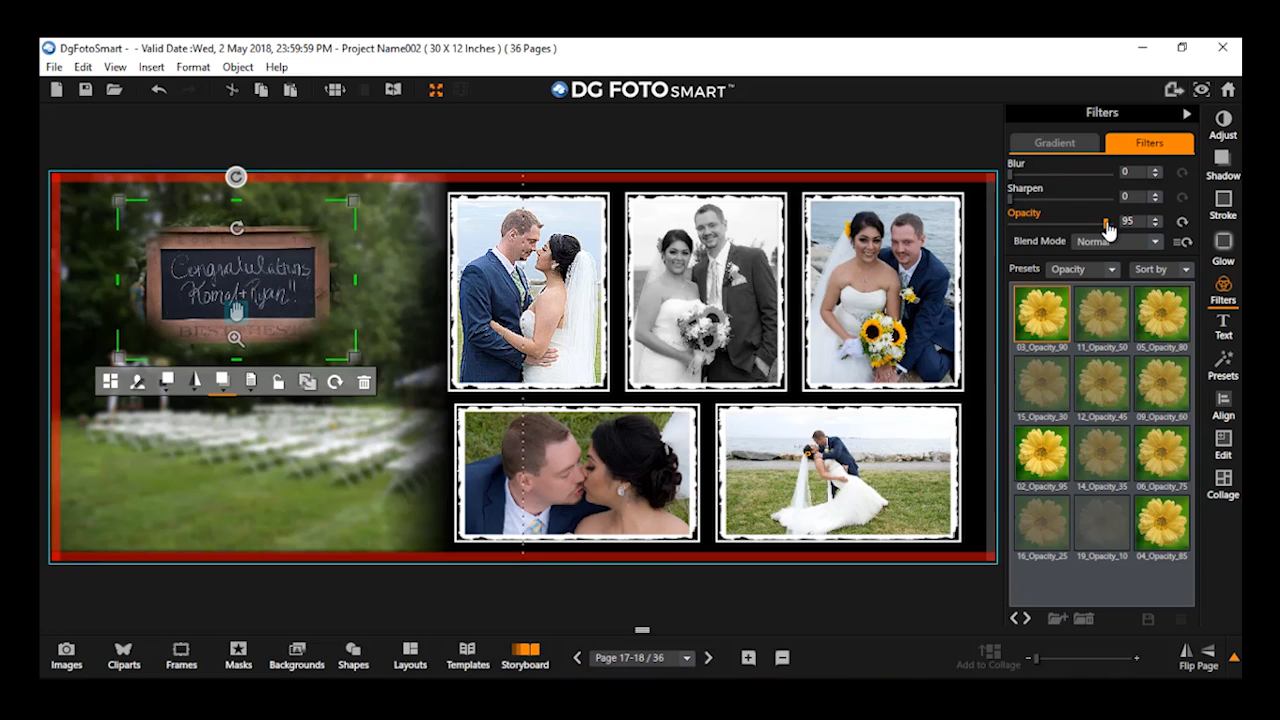 DgFotoSmart - - Valid Date :Wed, 2 May 2018, 23:59:59 PM - Project Name002 ( 30 X 12 Inches ) ( 36 Pages )
File Edit View Insert Format Object Help
DG FOTO SMART™
Filters
Gradient Filters
Blur 0
Sharpen 0
Opacity 95
Blend Mode Normal
Presets Opacity Sort by
03_Opacity_90 11_Opacity_50 05_Opacity_80
15_Opacity_30 12_Opacity_45 09_Opacity_60
02_Opacity_95 14_Opacity_35 06_Opacity_75
16_Opacity_25 19_Opacity_10 04_Opacity_85
Adjust
Shadow
Stroke
Glow
Filters
Text
Presets
Align
Edit
Collage
Congratulations
Komal+Ryan!!
Images Cliparts Frames Masks Backgrounds Shapes Layouts Templates Storyboard
Page 17-18 / 36
Add to Collage
Flip Page